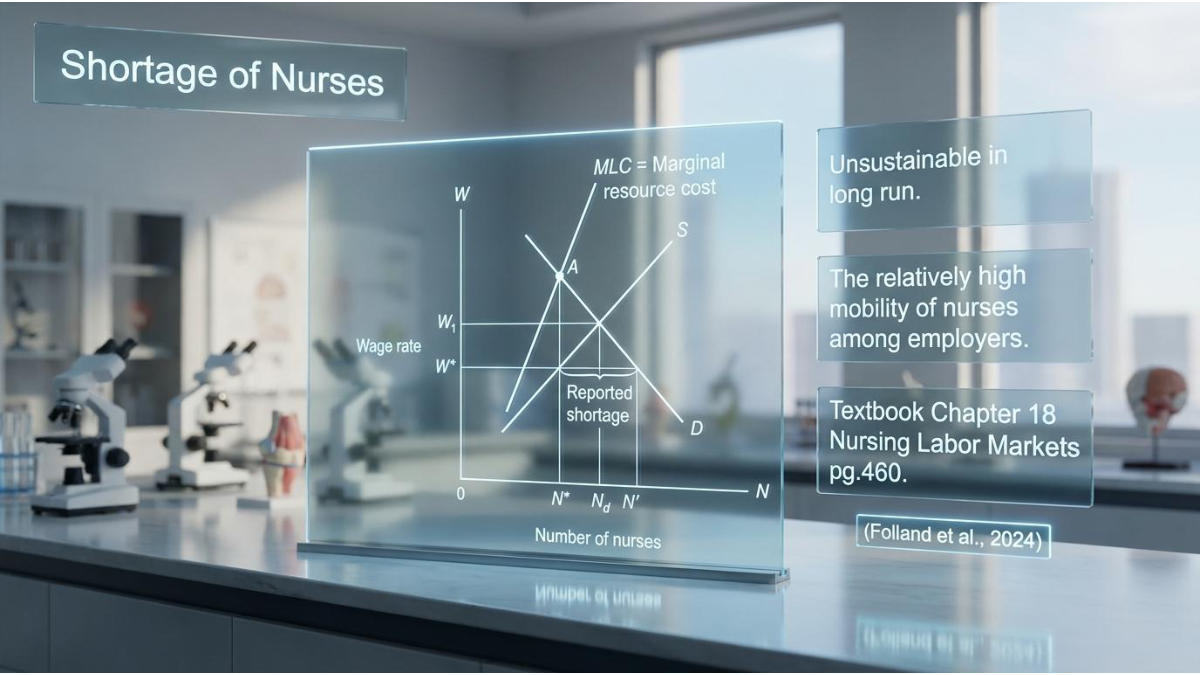 Shortage of Nurses
MLC = Marginal
resource cost
W
S
A
W₁
Wage rate
W*
Reported
shortage
D
0
N*
N_d
N'
N
Number of nurses
Unsustainable in
long run.
The relatively high
mobility of nurses
among employers.
Textbook Chapter 18
Nursing Labor Markets
pg.460.
(Folland et al., 2024)